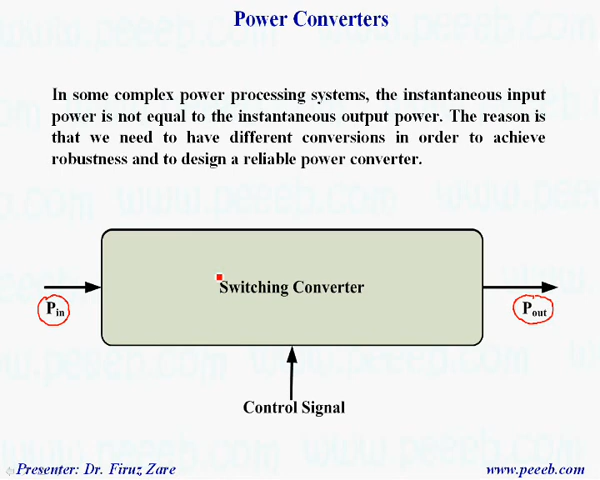 Power Converters
In some complex power processing systems, the instantaneous input
power is not equal to the instantaneous output power. The reason is
that we need to have different conversions in order to achieve
robustness and to design a reliable power converter.
Switching Converter
Pin
Pout
Control Signal
Presenter: Dr. Firuz Zare
www.peeeb.com